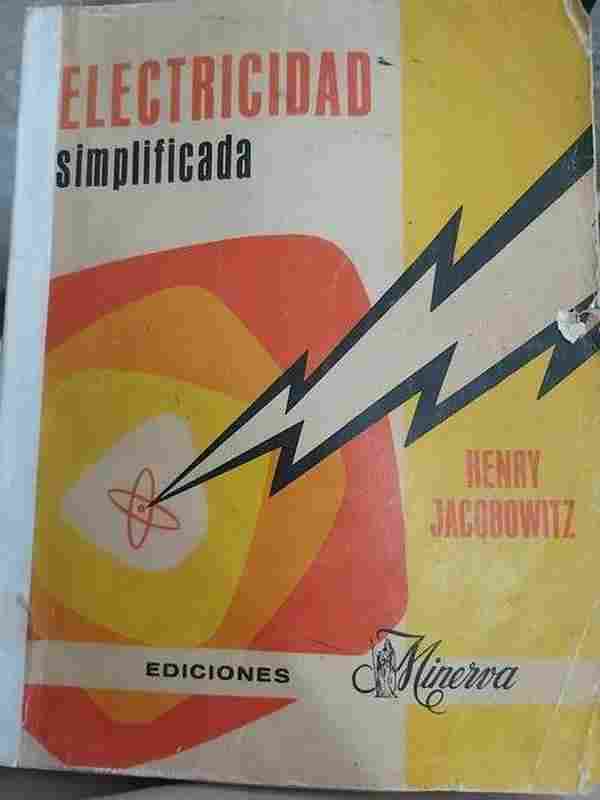 ELECTRICIDAD
simplificada
HENRY
JACOBOWITZ
EDICIONES Minerva